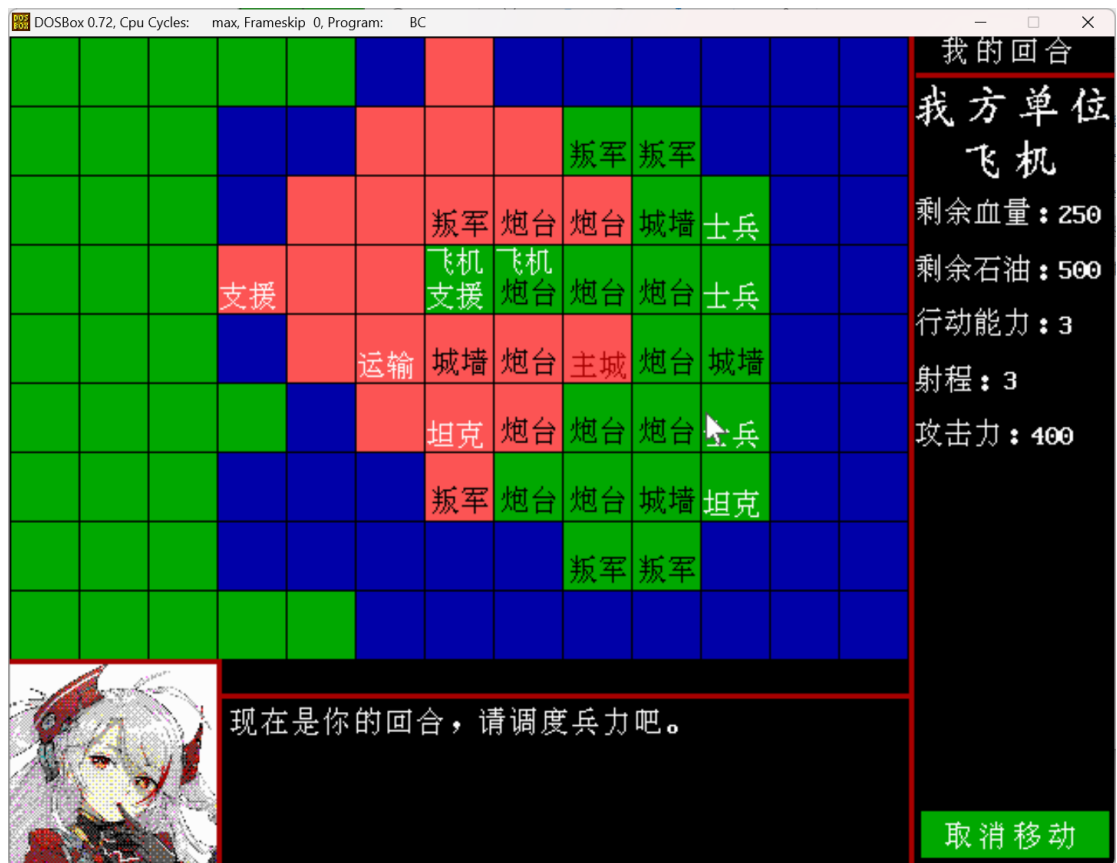 DOSBox 0.72, Cpu Cycles: max, Frameskip 0, Program: BC
我的回合
我方单位
飞机
剩余血量：250
剩余石油：500
行动能力：3
射程：3
攻击力：400
叛军 叛军
叛军 炮台 炮台 城墙 士兵
飞机 飞机
支援 支援 炮台 炮台 炮台 士兵
运输 城墙 炮台 主城 炮台 城墙
坦克 炮台 炮台 炮台 兵
叛军 炮台 炮台 城墙 坦克
叛军 叛军
现在是你的回合，请调度兵力吧。
取消移动